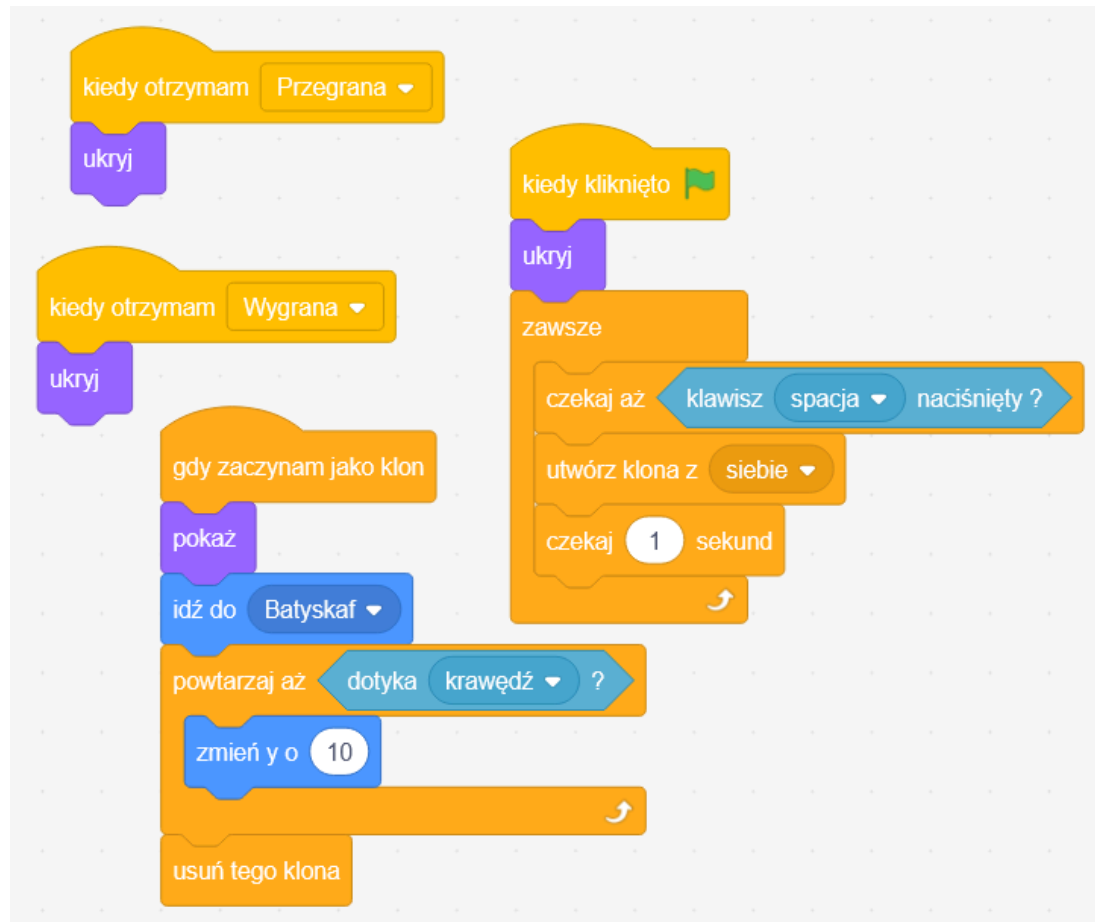 kiedy otrzymam Przegrana
ukryj
kiedy otrzymam Wygrana
ukryj
gdy zaczynam jako klon
pokaż
idź do Batyskaf
powtarzaj aż dotyka krawędź ?
zmień y o 10
usuń tego klona
kiedy kliknięto
ukryj
zawsze
czekaj aż klawisz spacja naciśnięty ?
utwórz klona z siebie
czekaj 1 sekund